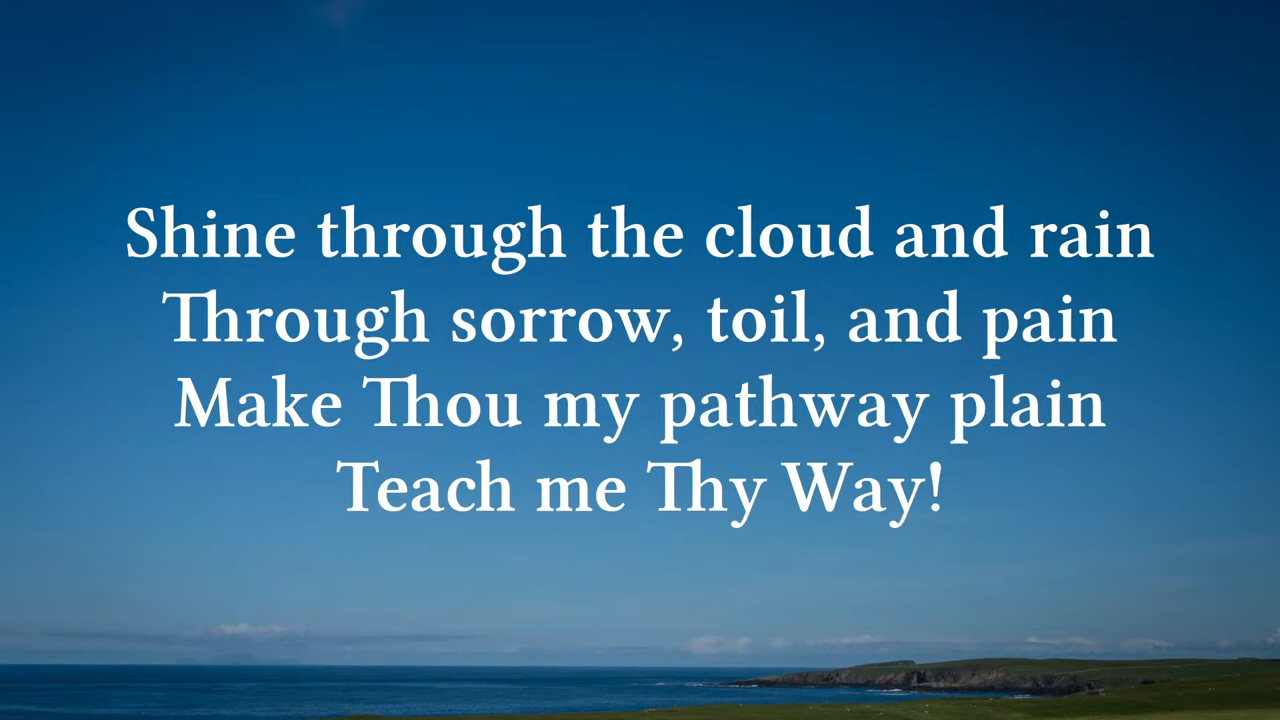 Shine through the cloud and rain
Through sorrow, toil, and pain
Make Thou my pathway plain
Teach me Thy Way!